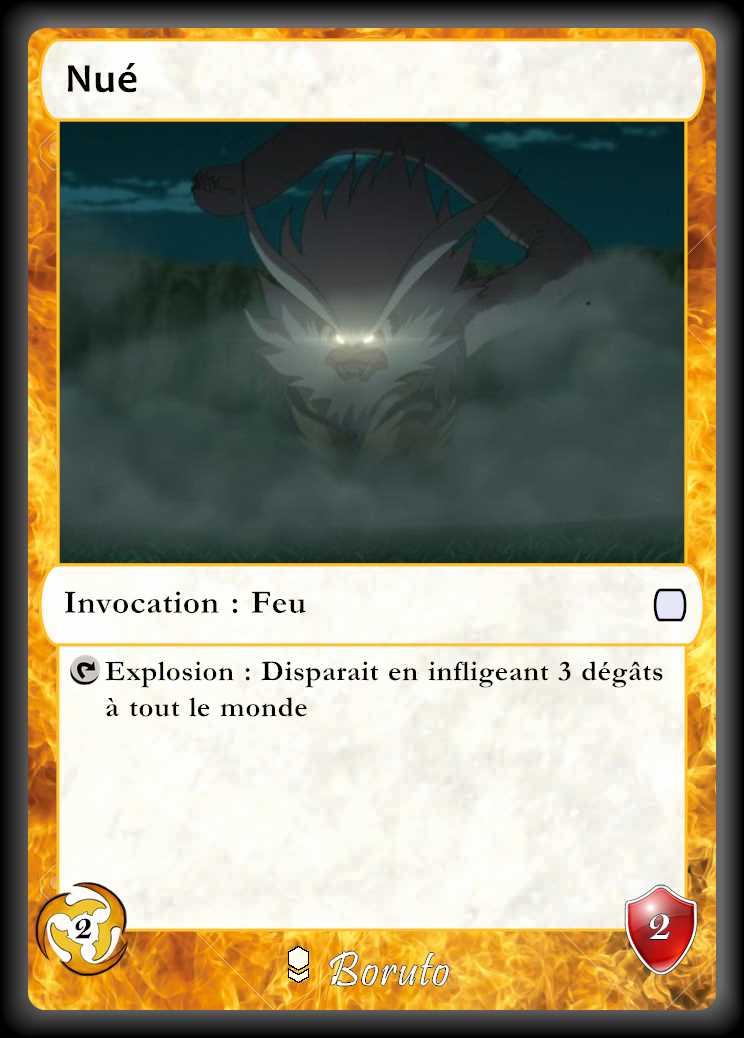 Nué
Invocation : Feu
Explosion : Disparait en infligeant 3 dégâts
à tout le monde
2
2
Boruto